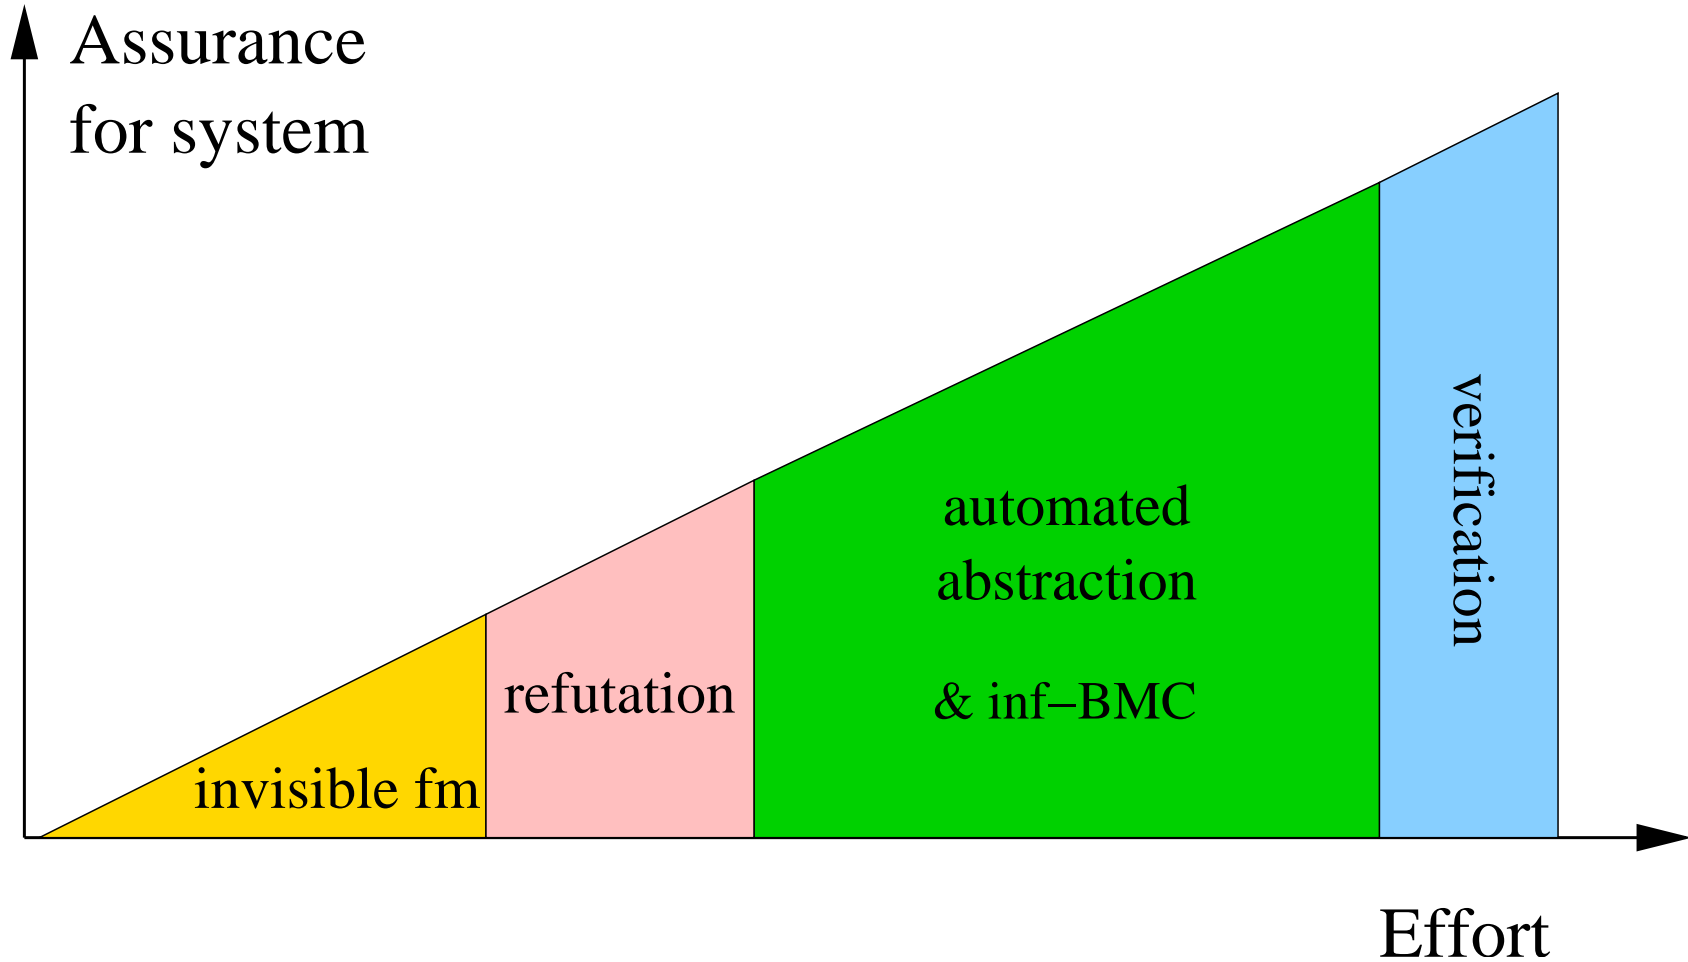 Assurance
for system
automated
abstraction
& inf−BMC
verification
refutation
invisible fm
Effort